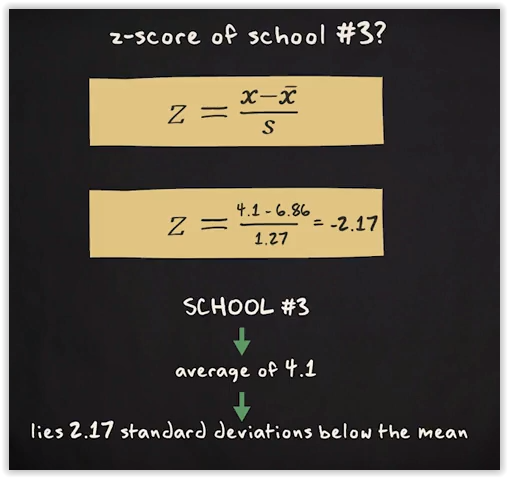 z-score of school #3?
z = x−x̄
s
z = 4.1 - 6.86 = -2.17
1.27
SCHOOL #3
average of 4.1
lies 2.17 standard deviations below the mean